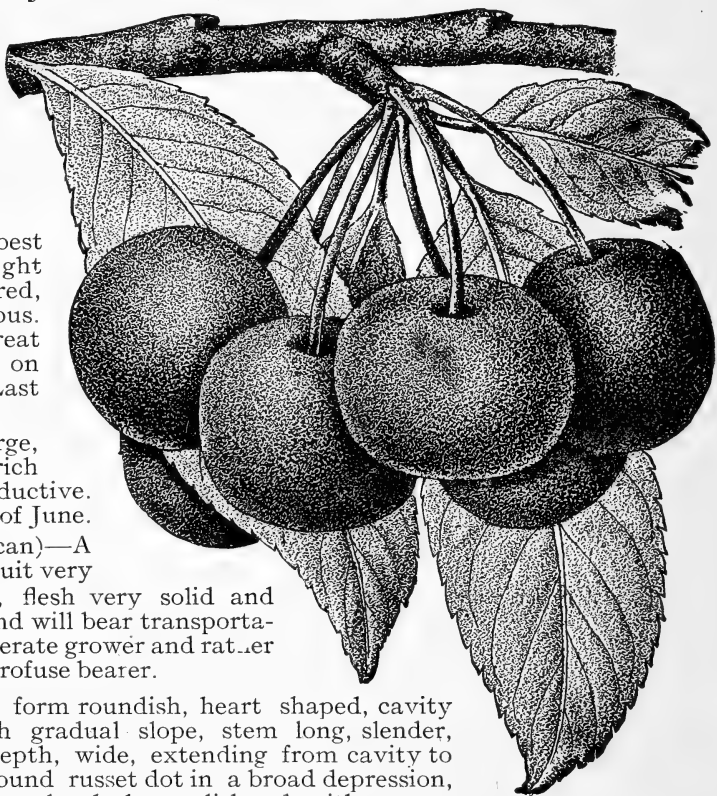 best
ght
red,
ous.
reat
on
Last
rge,
rich
ductive.
of June.
can)—A
uit very
, flesh very solid and
nd will bear transporta-
erate grower and rather
rofuse bearer.
form roundish, heart shaped, cavity
h gradual slope, stem long, slender,
epth, wide, extending from cavity to
ound russet dot in a broad depression,